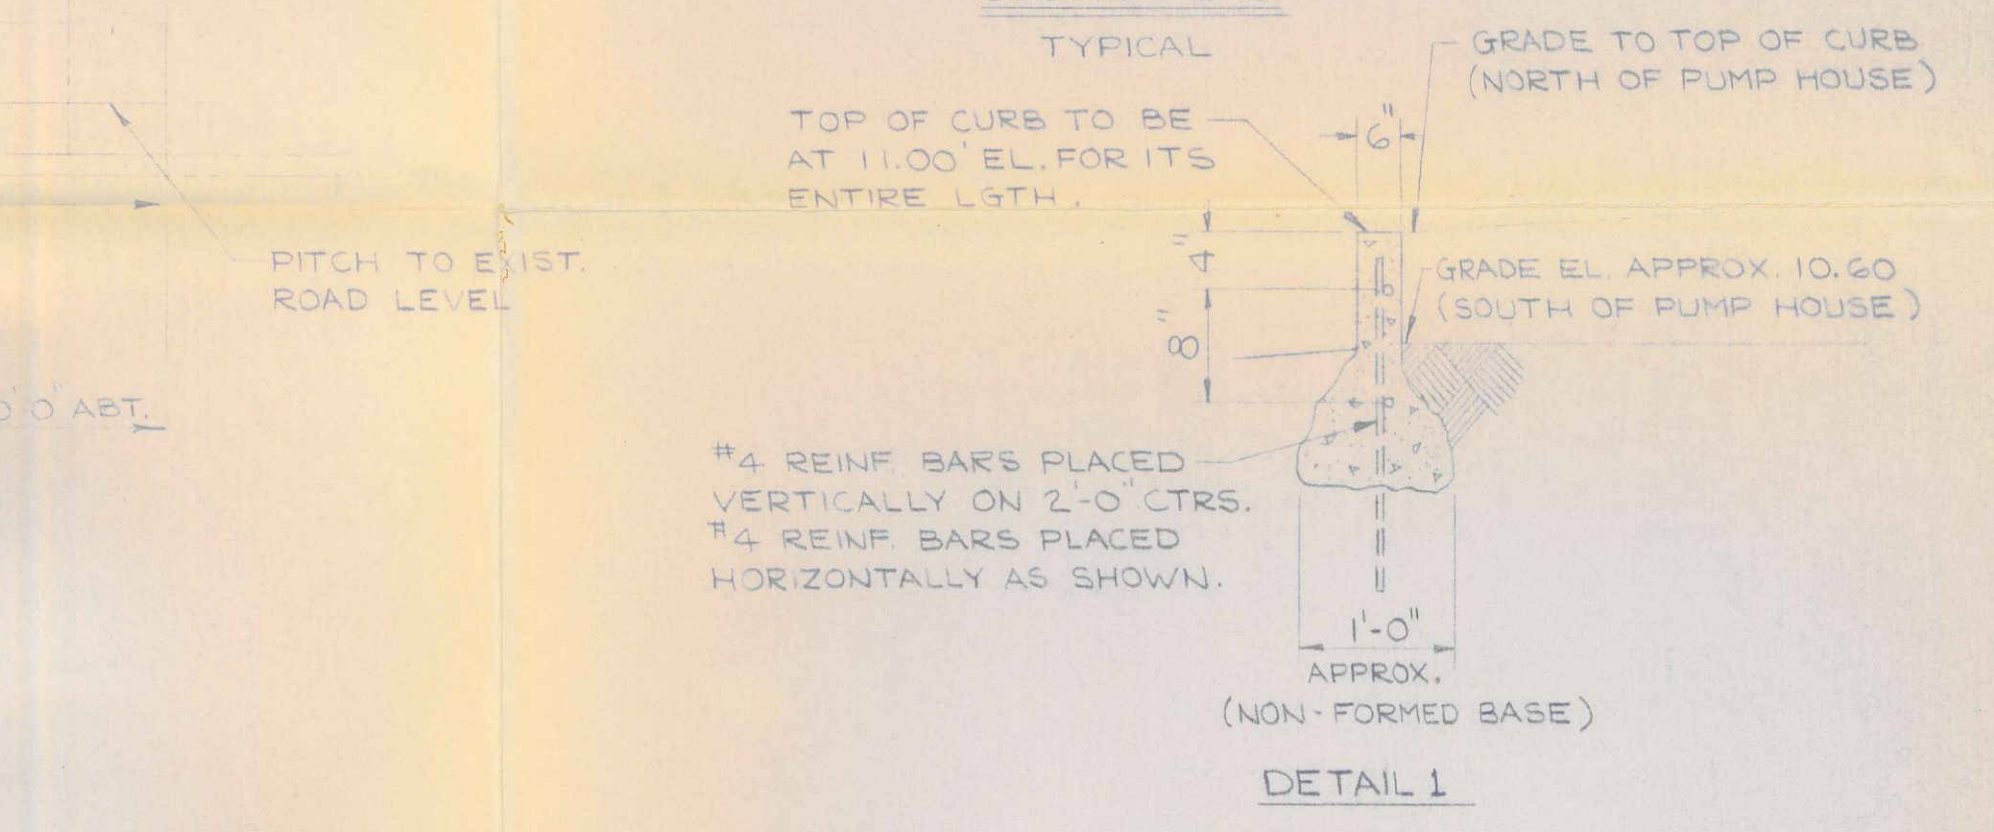 TYPICAL
GRADE TO TOP OF CURB
(NORTH OF PUMP HOUSE)
TOP OF CURB TO BE
AT 11.00' EL. FOR ITS
ENTIRE LGTH.
6"
4"
8"
PITCH TO EXIST.
ROAD LEVEL
GRADE EL. APPROX. 10.60
(SOUTH OF PUMP HOUSE)
0'0" ABT.
#4 REINF. BARS PLACED
VERTICALLY ON 2'-0" CTRS.
#4 REINF. BARS PLACED
HORIZONTALLY AS SHOWN.
1'-0"
APPROX.
(NON-FORMED BASE)
DETAIL 1